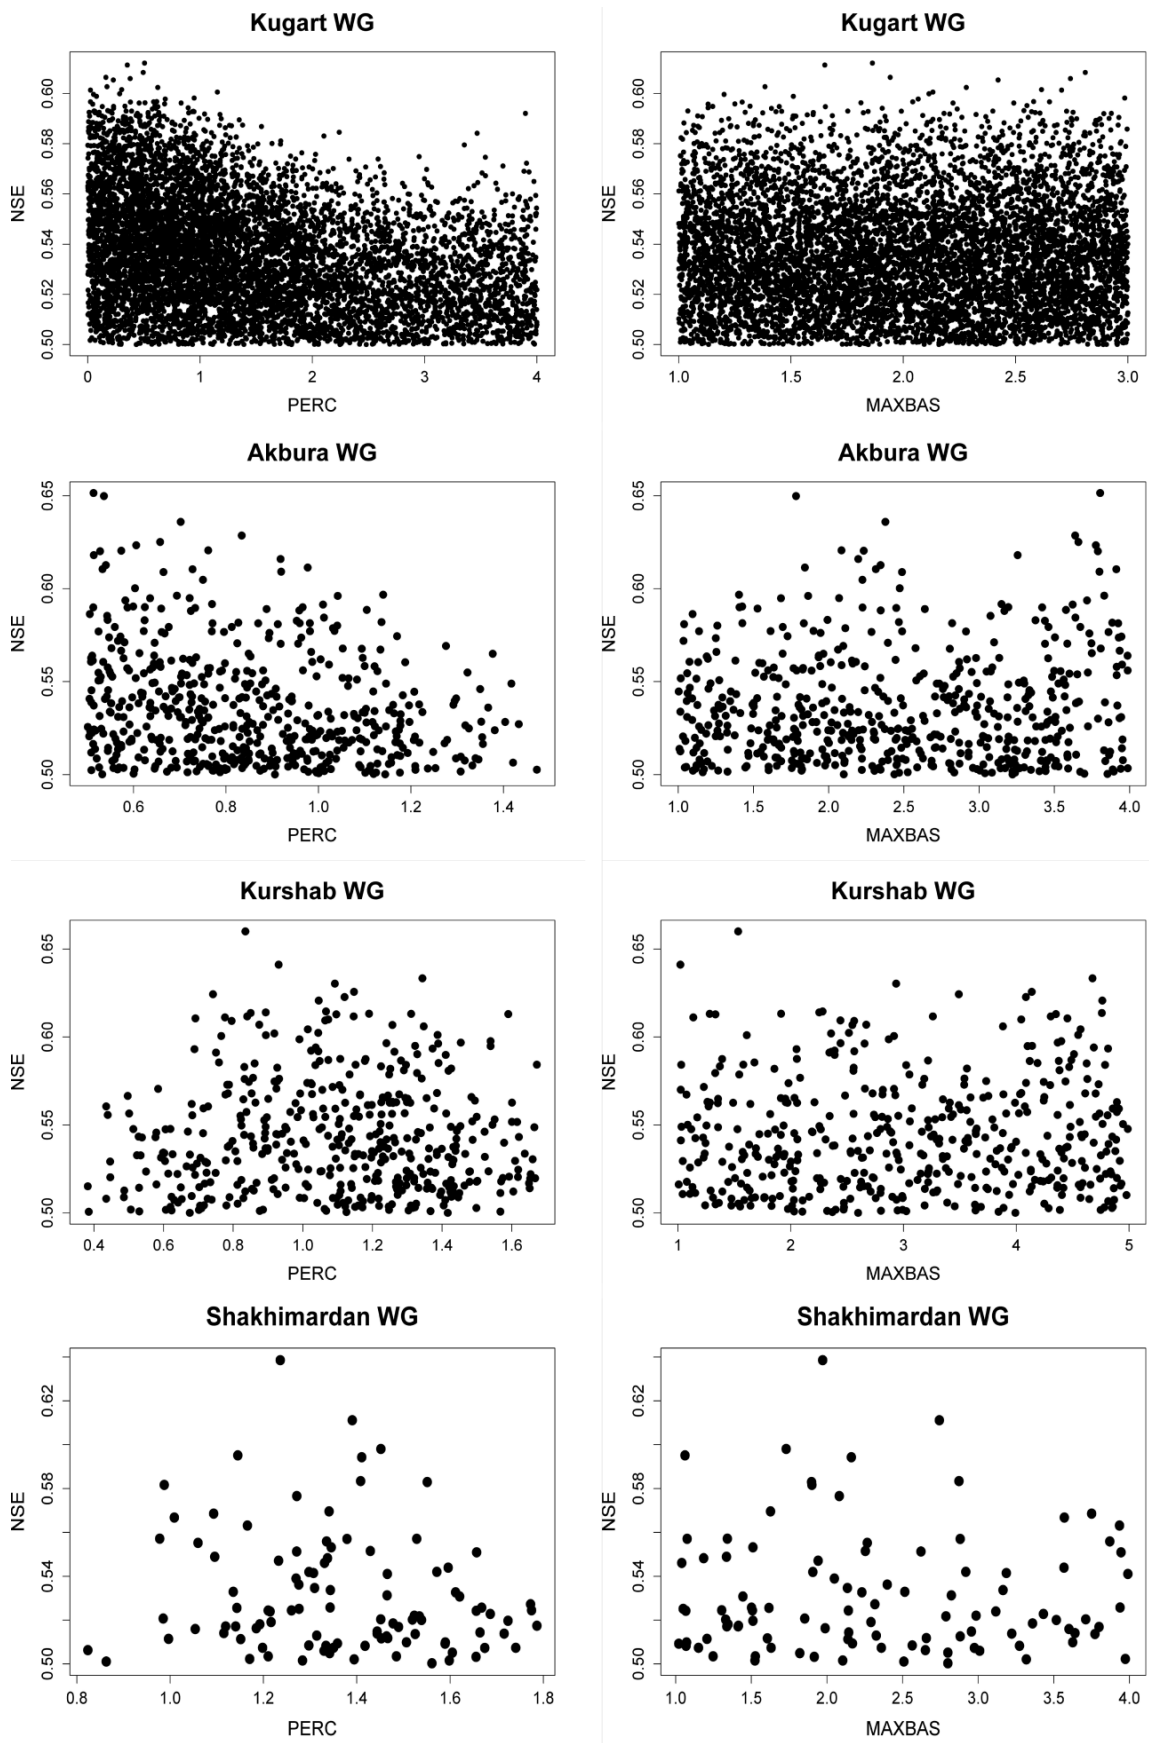 Kugart WG
Kugart WG
0.60
0.58
0.56
0.54
0.52
0.50
NSE
0 1 2 3 4
PERC
0.60
0.58
0.56
0.54
0.52
0.50
NSE
1.0 1.5 2.0 2.5 3.0
MAXBAS
Akbura WG
Akbura WG
0.65
0.60
0.55
0.50
NSE
0.6 0.8 1.0 1.2 1.4
PERC
0.65
0.60
0.55
0.50
NSE
1.0 1.5 2.0 2.5 3.0 3.5 4.0
MAXBAS
Kurshab WG
Kurshab WG
0.65
0.60
0.55
0.50
NSE
0.4 0.6 0.8 1.0 1.2 1.4 1.6
PERC
0.65
0.60
0.55
0.50
NSE
1 2 3 4 5
MAXBAS
Shakhimardan WG
Shakhimardan WG
0.62
0.58
0.54
0.50
NSE
0.8 1.0 1.2 1.4 1.6 1.8
PERC
0.62
0.58
0.54
0.50
NSE
1.0 1.5 2.0 2.5 3.0 3.5 4.0
MAXBAS